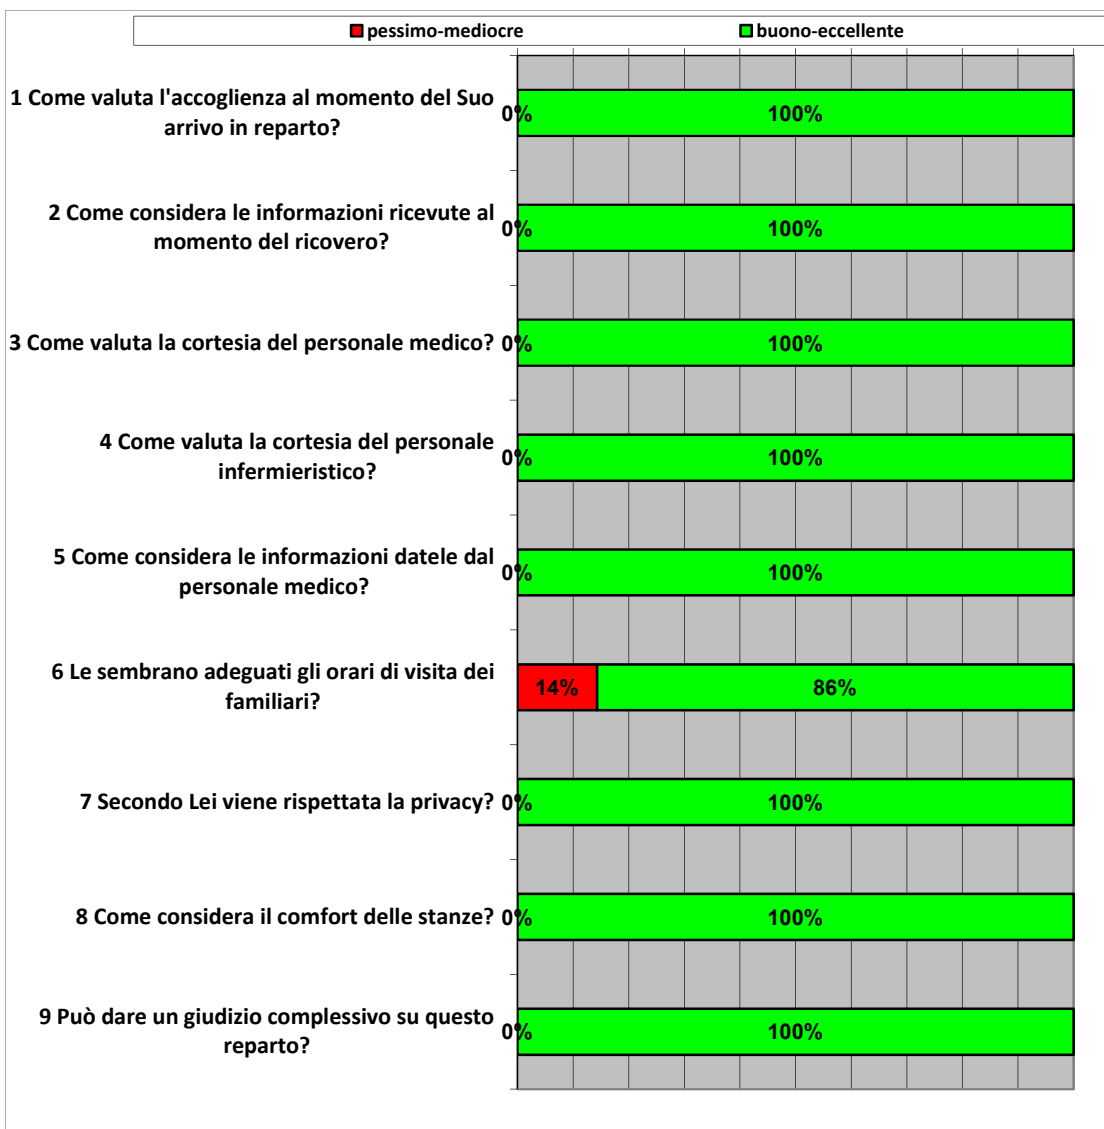 pessimo-mediocre buono-eccellente
1 Come valuta l'accoglienza al momento del Suo
arrivo in reparto?
0% 100%
2 Come considera le informazioni ricevute al
momento del ricovero?
0% 100%
3 Come valuta la cortesia del personale medico? 0% 100%
4 Come valuta la cortesia del personale
infermieristico?
0% 100%
5 Come considera le informazioni datele dal
personale medico?
0% 100%
6 Le sembrano adeguati gli orari di visita dei
familiari?
14% 86%
7 Secondo Lei viene rispettata la privacy? 0% 100%
8 Come considera il comfort delle stanze? 0% 100%
9 Può dare un giudizio complessivo su questo
reparto?
0% 100%